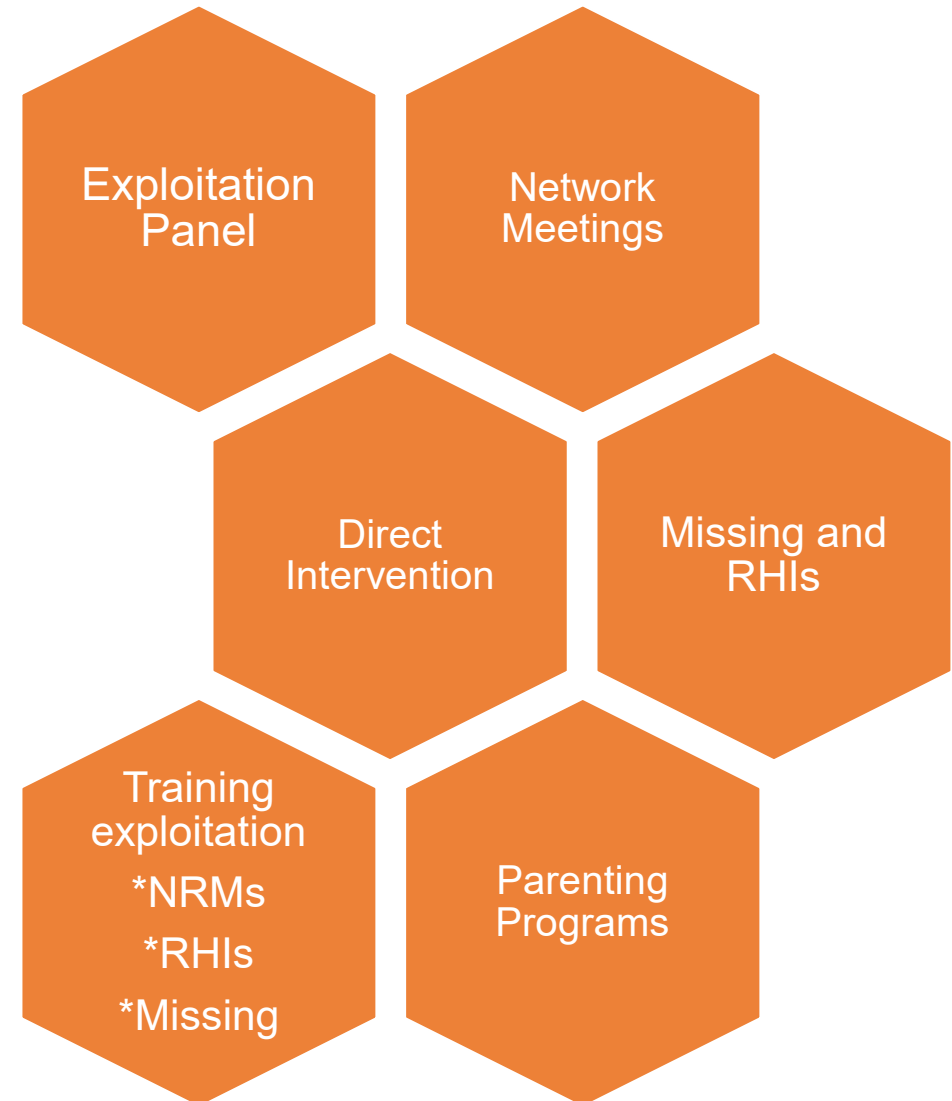 Exploitation
Panel
Network
Meetings
Direct
Intervention
Missing and
RHIs
Training
exploitation
*NRMs
*RHIs
*Missing
Parenting
Programs